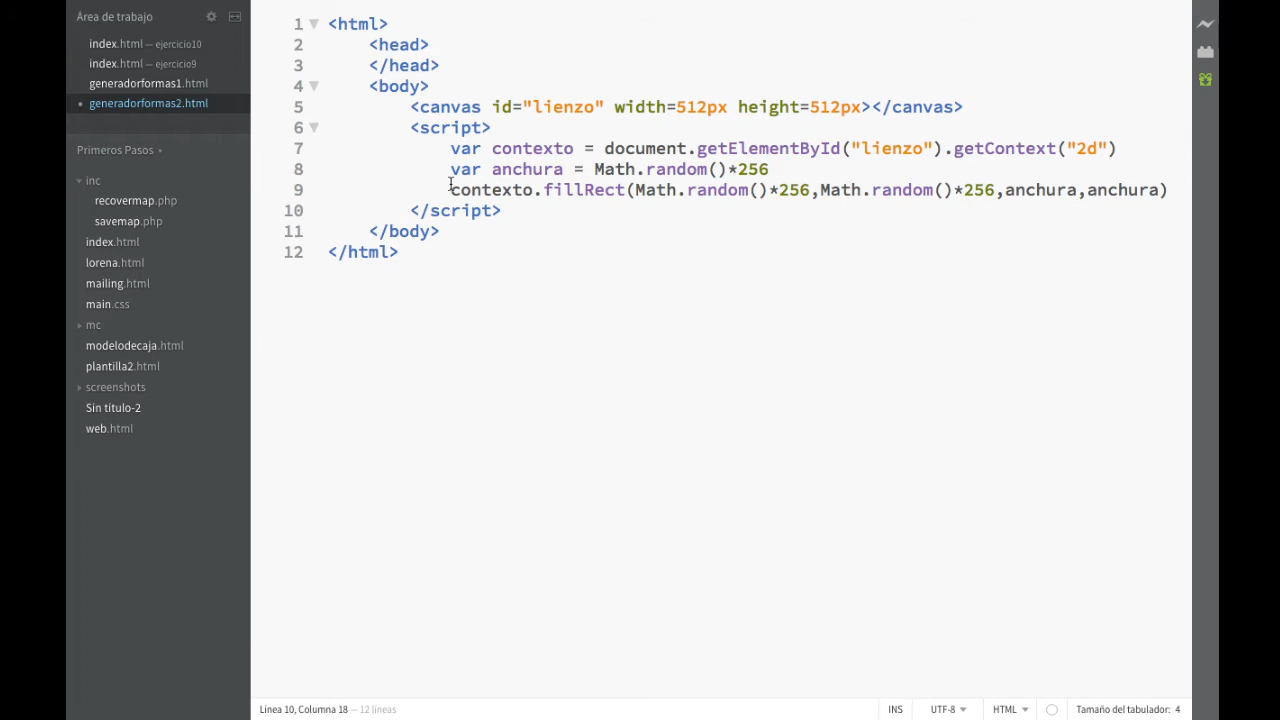 Área de trabajo
index.html — ejercicio10
index.html — ejercicio9
generadorformas1.html
generadorformas2.html
Primeros Pasos
inc
recovermap.php
savemap.php
index.html
lorena.html
mailing.html
main.css
mc
modelodecaja.html
plantilla2.html
screenshots
Sin título-2
web.html
1 <html>
2 <head>
3 </head>
4 <body>
5 <canvas id="lienzo" width=512px height=512px></canvas>
6 <script>
7 var contexto = document.getElementById("lienzo").getContext("2d")
8 var anchura = Math.random()*256
9 contexto.fillRect(Math.random()*256,Math.random()*256,anchura,anchura)
10 </script>
11 </body>
12 </html>
Línea 10, Columna 18 — 12 líneas
INS UTF-8 HTML Tamaño del tabulador: 4